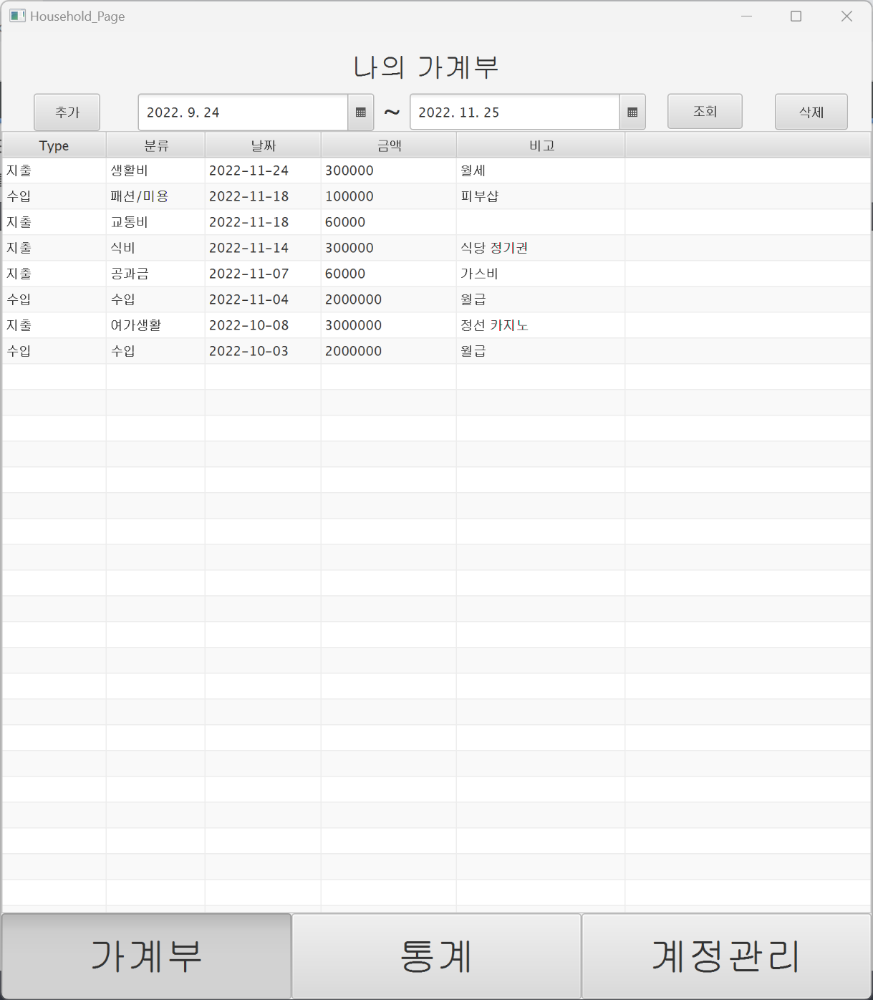 Household_Page
나의 가계부
추가 2022. 9. 24 ~ 2022. 11. 25 조회 삭제
Type 분류 날짜 금액 비고
지출 생활비 2022-11-24 300000 월세
수입 패션/미용 2022-11-18 100000 피부샵
지출 교통비 2022-11-18 60000
지출 식비 2022-11-14 300000 식당 정기권
지출 공과금 2022-11-07 60000 가스비
수입 수입 2022-11-04 2000000 월급
지출 여가생활 2022-10-08 3000000 정선 카지노
수입 수입 2022-10-03 2000000 월급
가계부 통계 계정관리